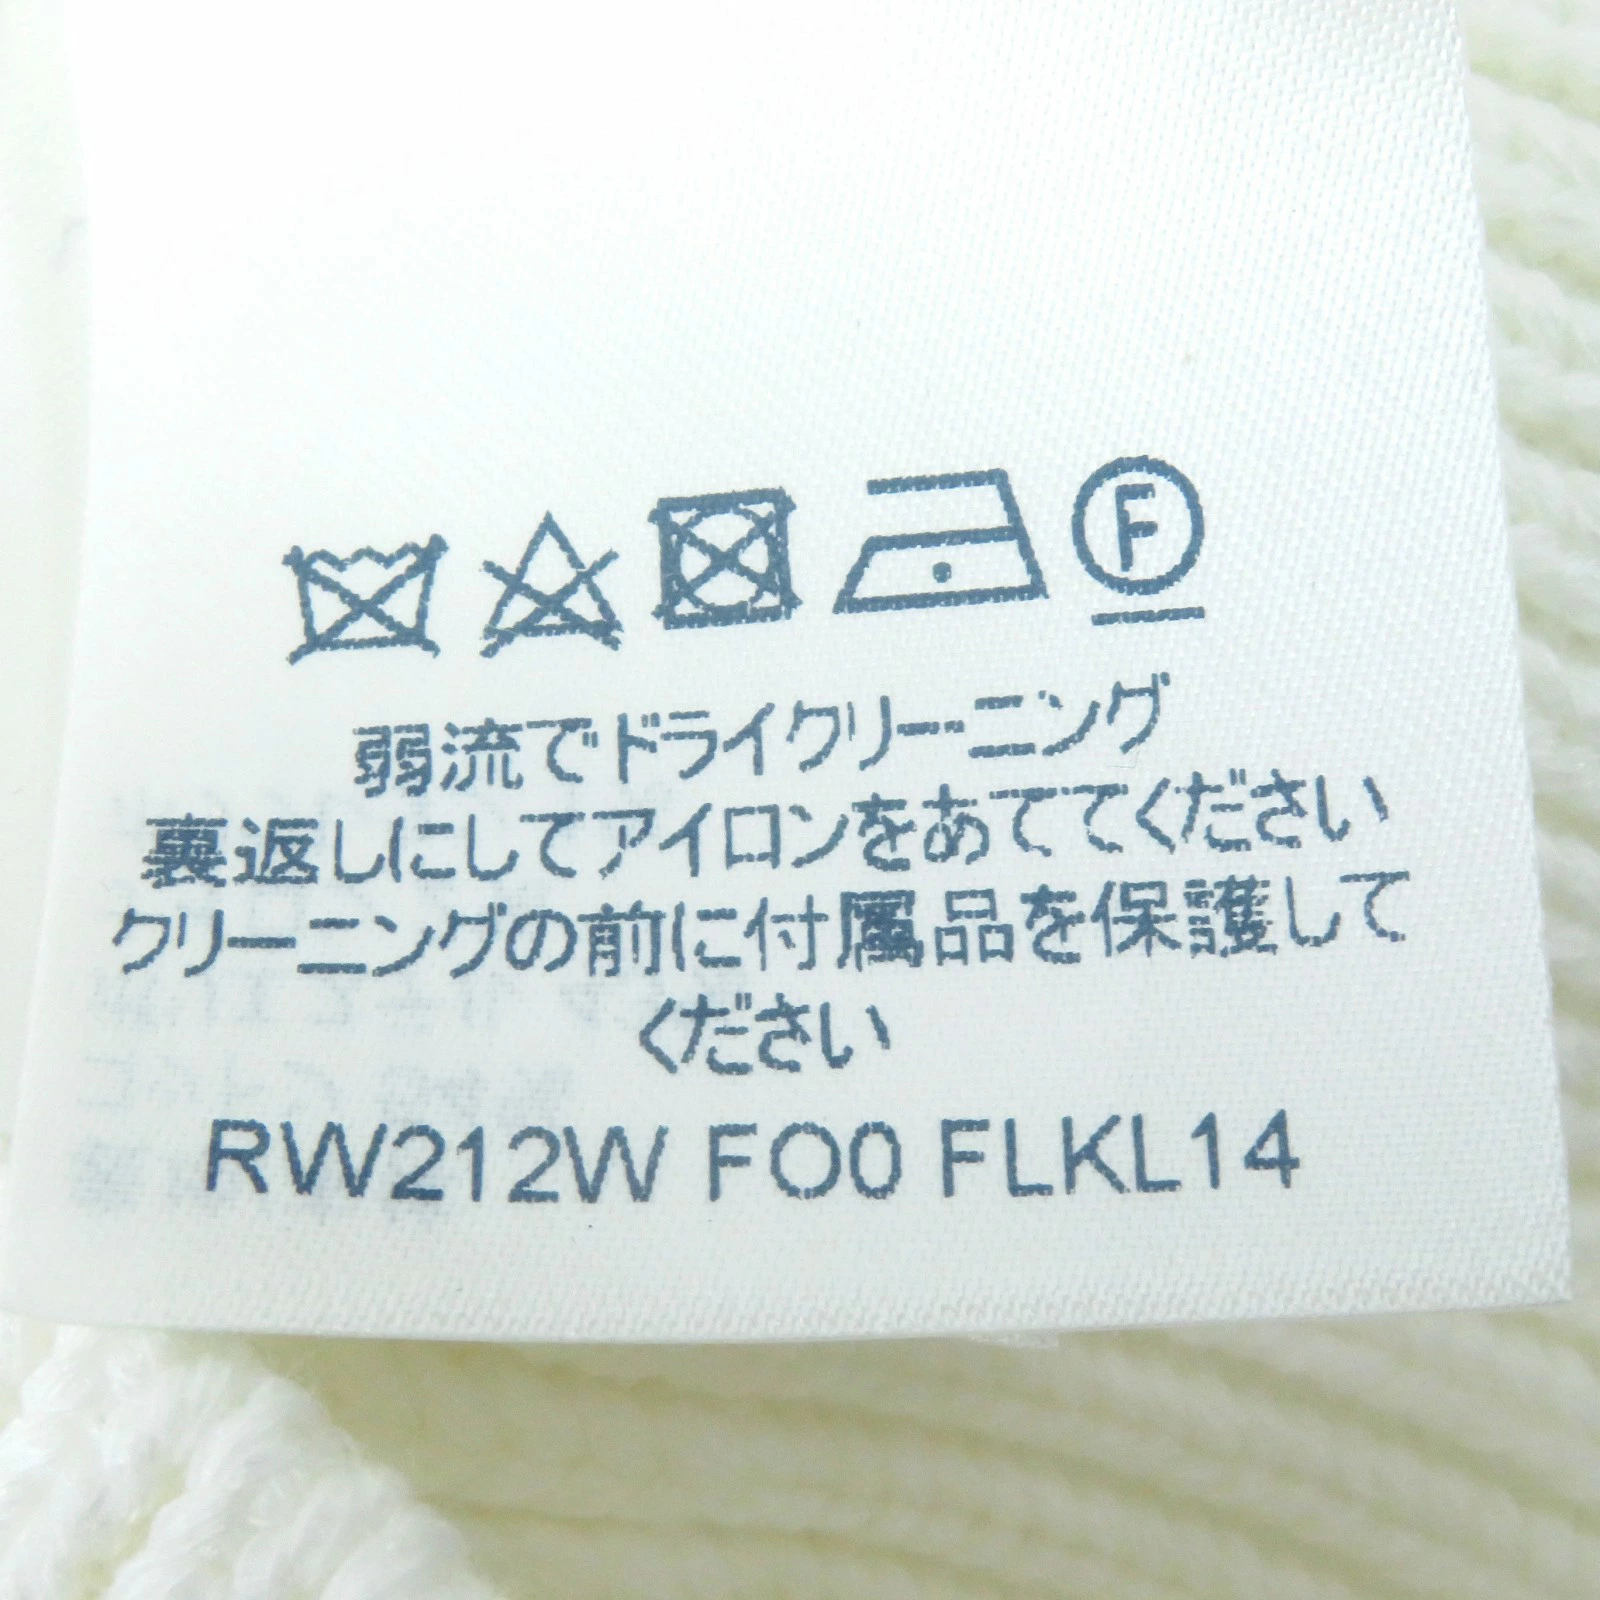 F
弱流でドライクリーニング
裏返しにしてアイロンをあててください
クリーニングの前に付属品を保護して
ください
RW212W FO0 FLKL14